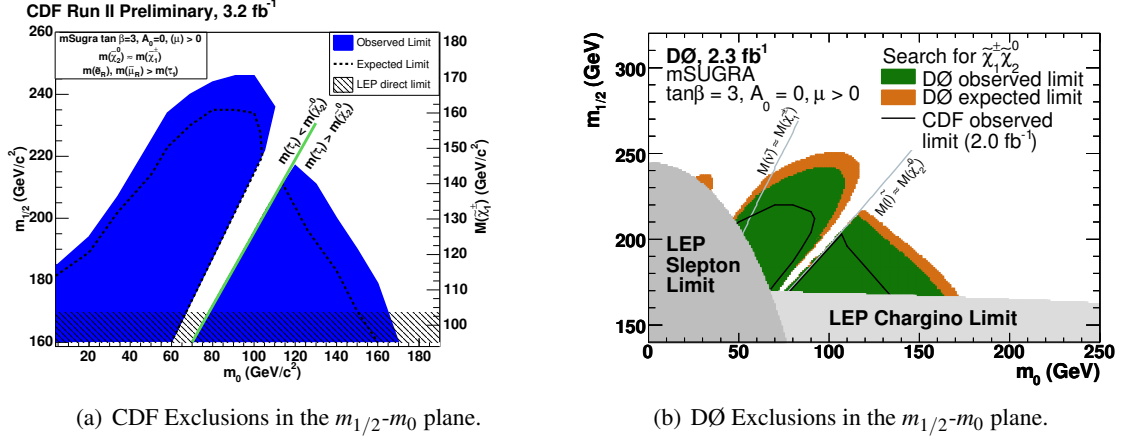 CDF Run II Preliminary, 3.2 fb⁻¹
mSugra tan β=3, A₀=0, (μ) > 0
m(χ̃₂⁰) ≈ m(χ̃₁±)
m(ẽ_R), m(μ̃_R) > m(τ̃₁)
Observed Limit
Expected Limit
LEP direct limit
m(τ̃₁) < m(χ̃₂⁰)
m(τ̃₁) > m(χ̃₂⁰)
260
240
220
200
180
160
m₁/₂ (GeV/c²)
180
170
160
150
140
130
120
110
100
M(χ̃₁±) (GeV/c²)
20 40 60 80 100 120 140 160 180
m₀ (GeV/c²)
(a) CDF Exclusions in the m₁/₂-m₀ plane.
DØ, 2.3 fb⁻¹
mSUGRA
tanβ = 3, A₀ = 0, μ > 0
Search for χ̃₁±χ̃₂⁰
DØ observed limit
DØ expected limit
CDF observed
limit (2.0 fb⁻¹)
M(ν̃) ≈ M(χ̃₁±)
M(l̃) ≈ M(χ̃₂⁰)
LEP
Slepton
Limit
LEP Chargino Limit
300
250
200
150
m₁/₂ (GeV)
0 50 100 150 200 250
m₀ (GeV)
(b) DØ Exclusions in the m₁/₂-m₀ plane.